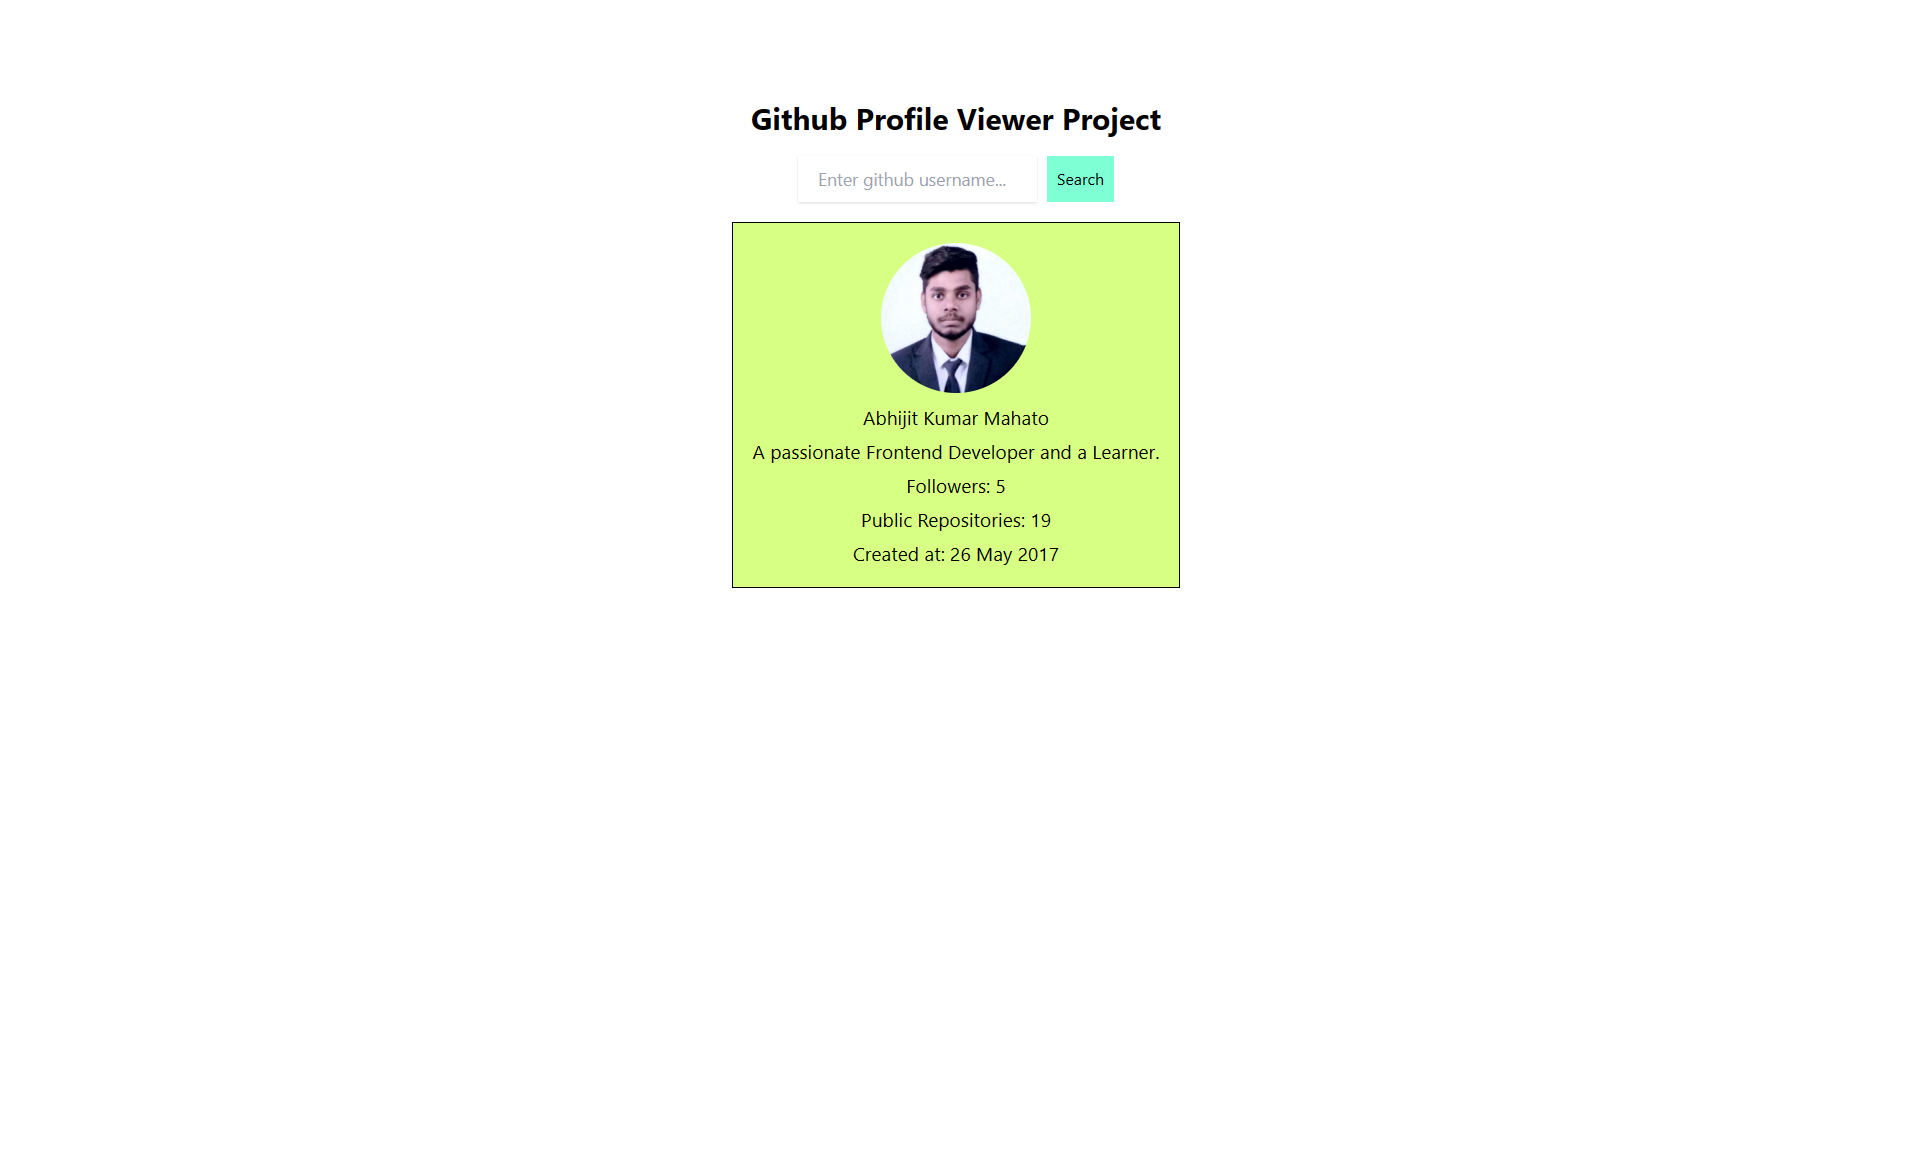 Github Profile Viewer Project
Enter github username...
Search
Abhijit Kumar Mahato
A passionate Frontend Developer and a Learner.
Followers: 5
Public Repositories: 19
Created at: 26 May 2017